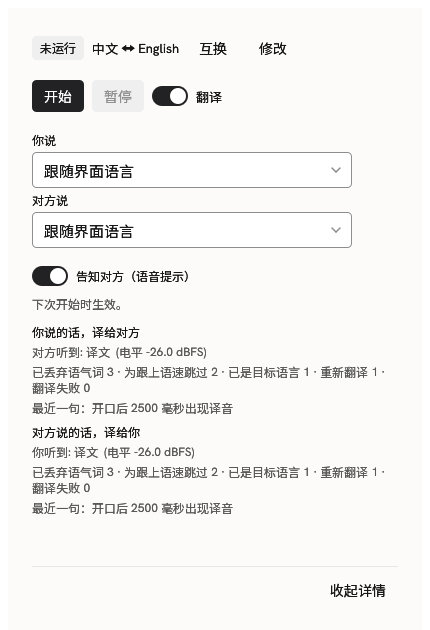 未运行 中文 ⬌ English 互换 修改
开始 暂停 翻译
你说
跟随界面语言
对方说
跟随界面语言
告知对方（语音提示）
下次开始时生效。
你说的话，译给对方
对方听到: 译文 (电平 -26.0 dBFS)
已丢弃语气词 3 · 为跟上语速跳过 2 · 已是目标语言 1 · 重新翻译 1 ·
翻译失败 0
最近一句：开口后 2500 毫秒出现译音
对方说的话，译给你
你听到: 译文 (电平 -26.0 dBFS)
已丢弃语气词 3 · 为跟上语速跳过 2 · 已是目标语言 1 · 重新翻译 1 ·
翻译失败 0
最近一句：开口后 2500 毫秒出现译音
收起详情